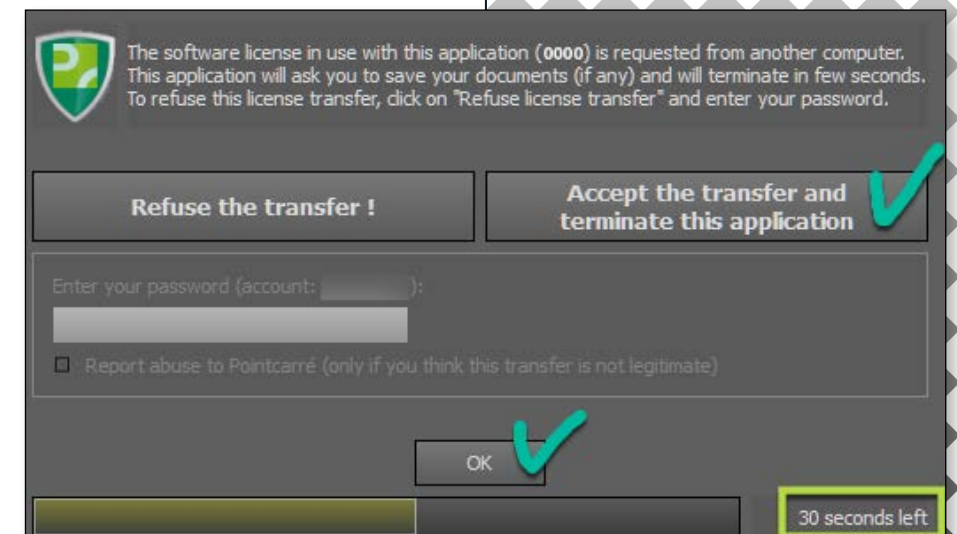 The software license in use with this application (0000) is requested from another computer.
This application will ask you to save your documents (if any) and will terminate in few seconds.
To refuse this license transfer, click on "Refuse license transfer" and enter your password.
Refuse the transfer !
Accept the transfer and
terminate this application
Enter your password (account: ):
Report abuse to Pointcarré (only if you think this transfer is not legitimate)
OK
30 seconds left